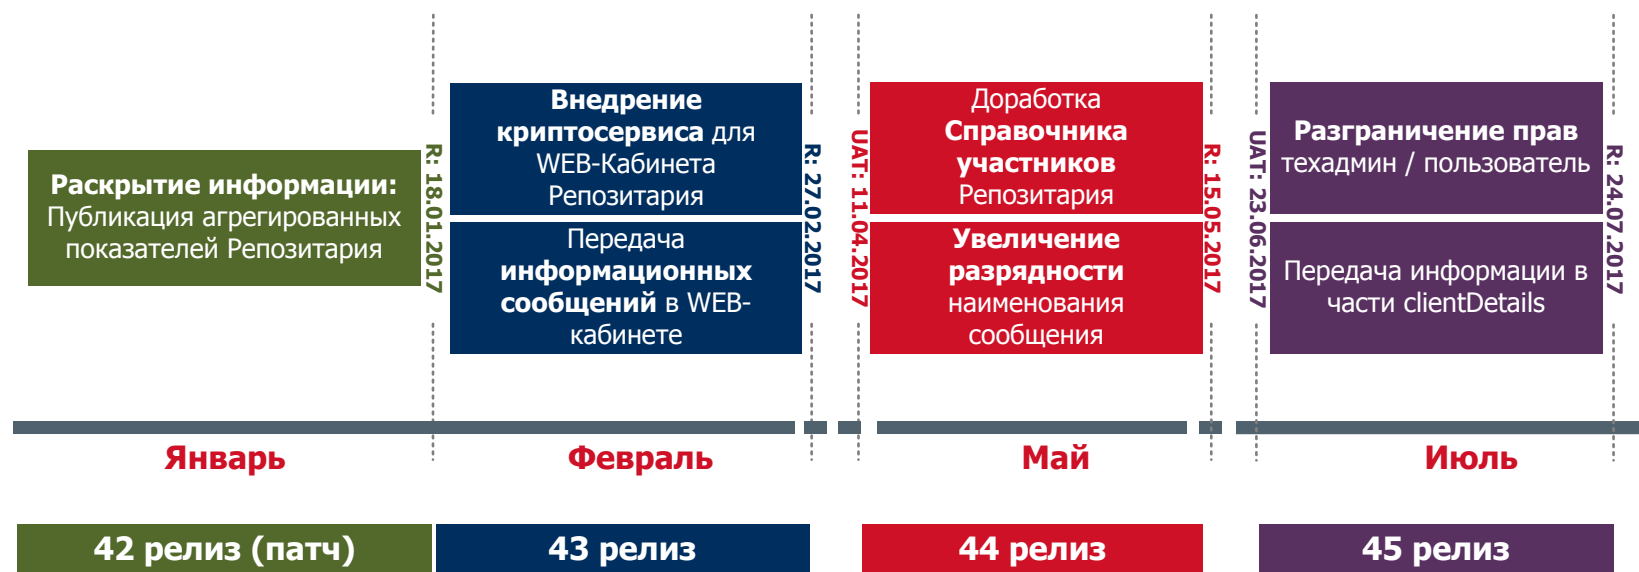 Раскрытие информации:
Публикация агрегированных
показателей Репозитария
R: 18.01.2017
Внедрение
криптосервиса для
WEB-Кабинета
Репозитария
Передача
информационных
сообщений в WEB-
кабинете
R: 27.02.2017
UAT: 11.04.2017
Доработка
Справочника
участников
Репозитария
Увеличение
разрядности
наименования
сообщения
R: 15.05.2017
UAT: 23.06.2017
Разграничение прав
техадмин / пользователь
Передача информации в
части clientDetails
R: 24.07.2017
Январь
Февраль
Май
Июль
42 релиз (патч)
43 релиз
44 релиз
45 релиз